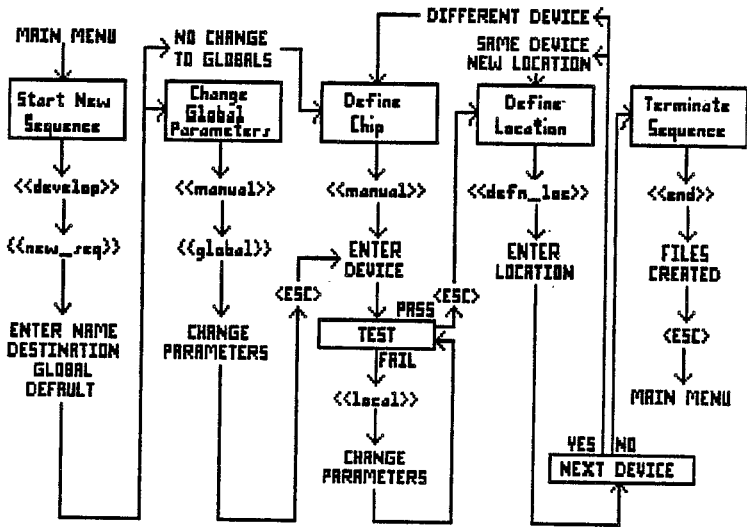 MAIN MENU
Start New
Sequence
<<develop>>
<<new_seq>>
ENTER NAME
DESTINATION
GLOBAL
DEFAULT
NO CHANGE
TO GLOBALS
Change
Global
Parameters
<<manual>>
<<global>>
CHANGE
PARAMETERS
<ESC>
DIFFERENT DEVICE
Define
Chip
<<manual>>
ENTER
DEVICE
PASS
TEST
FAIL
<<local>>
CHANGE
PARAMETERS
<ESC>
SAME DEVICE
NEW LOCATION
Define
Location
<<defn_loc>>
ENTER
LOCATION
YES NO
NEXT DEVICE
Terminate
Sequence
<<end>>
FILES
CREATED
<ESC>
MAIN MENU